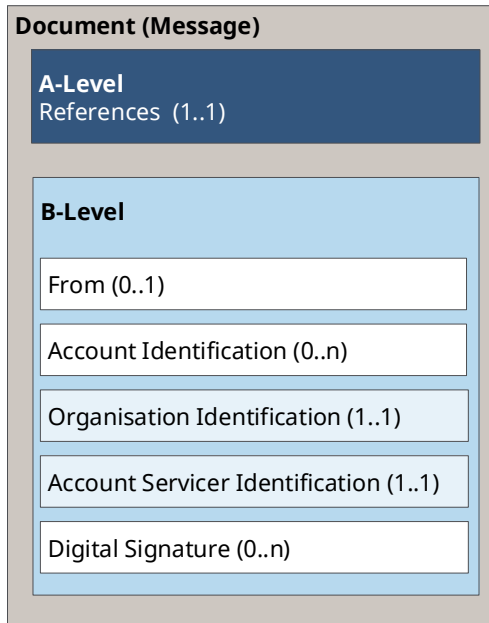 Document (Message)
A-Level
References (1..1)
B-Level
From (0..1)
Account Identification (0..n)
Organisation Identification (1..1)
Account Servicer Identification (1..1)
Digital Signature (0..n)